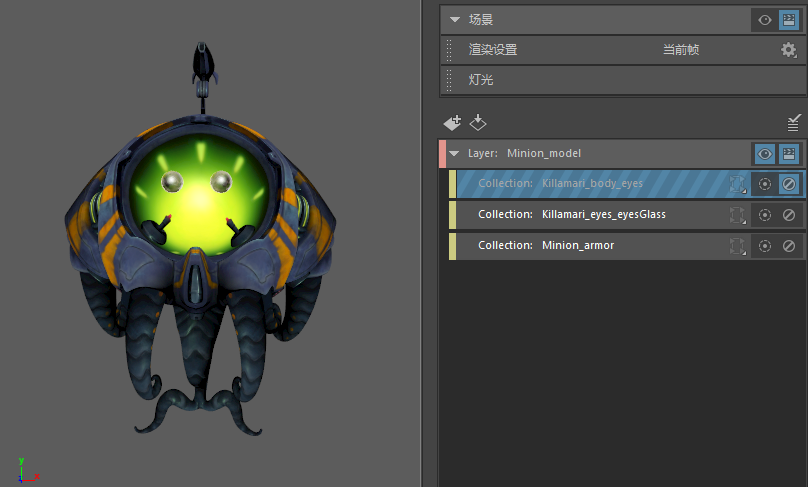 场景
渲染设置 当前帧
灯光
Layer: Minion_model
Collection: Killamari_body_eyes
Collection: Killamari_eyes_eyesGlass
Collection: Minion_armor
y
z x